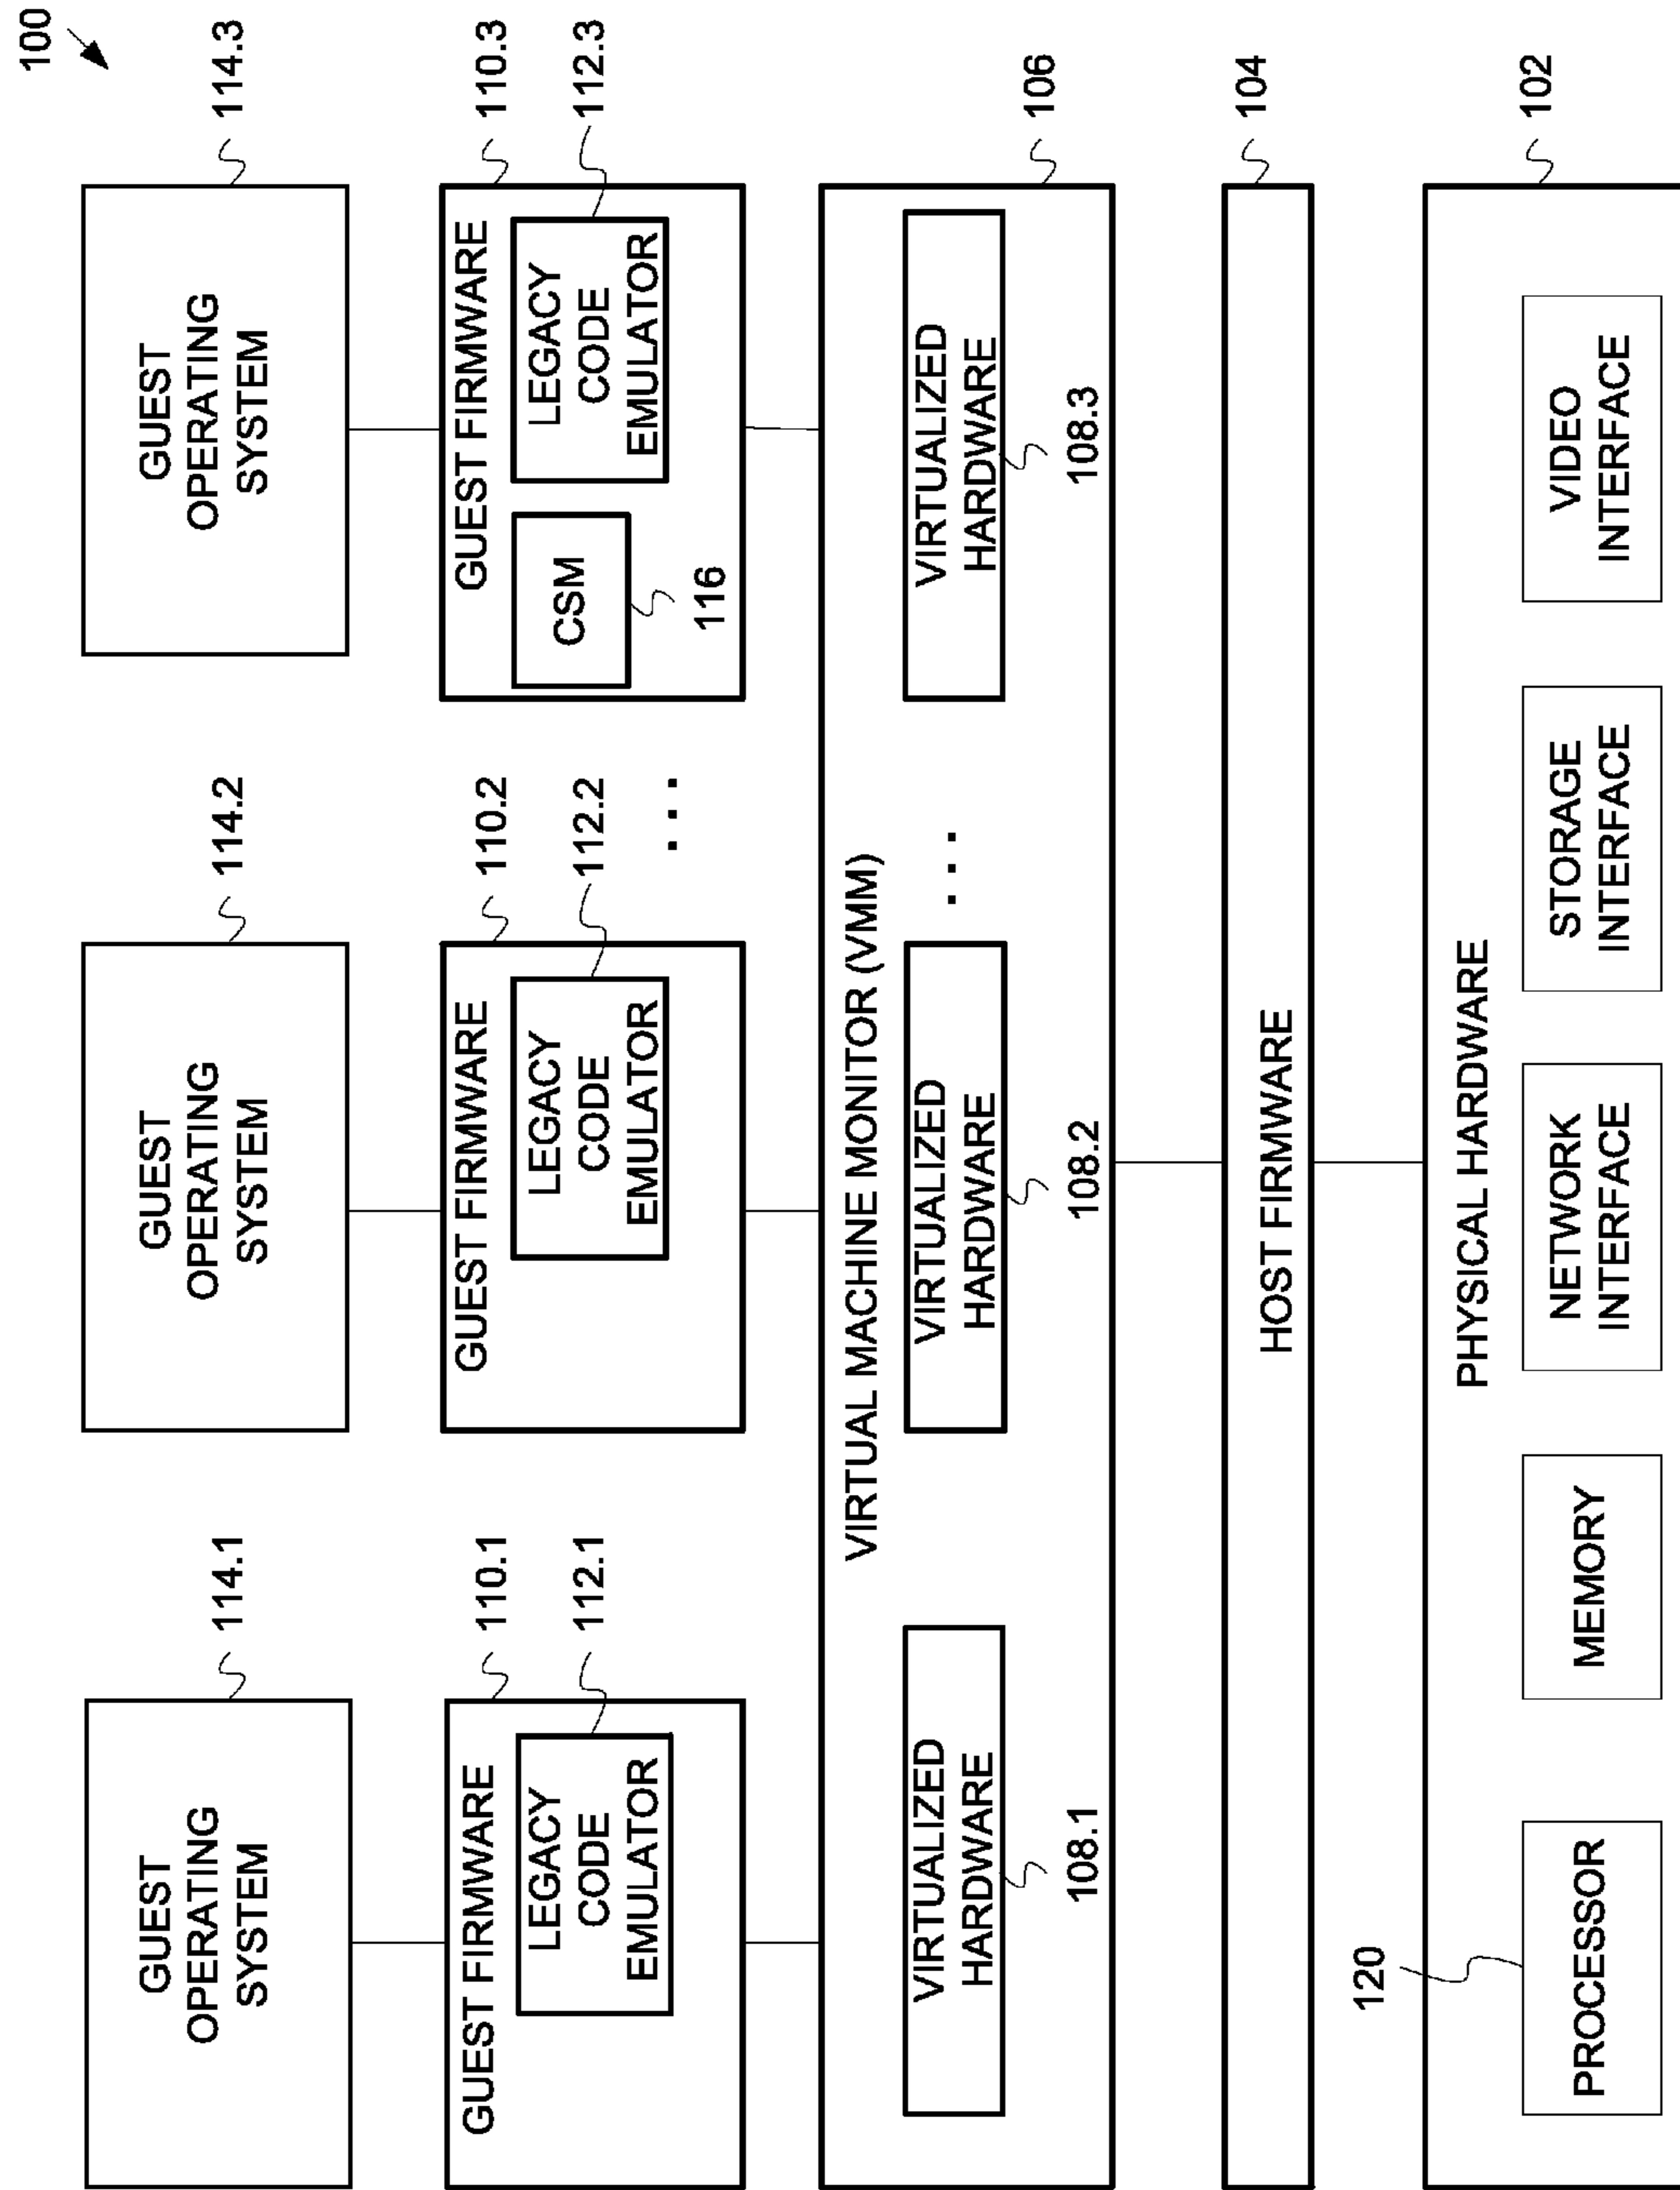 100
114.1
114.2
114.3
GUEST
OPERATING
SYSTEM
GUEST
OPERATING
SYSTEM
GUEST
OPERATING
SYSTEM
110.1
110.2
110.3
GUEST FIRMWARE
LEGACY
CODE
EMULATOR
112.1
GUEST FIRMWARE
LEGACY
CODE
EMULATOR
112.2
...
GUEST FIRMWARE
CSM
116
LEGACY
CODE
EMULATOR
112.3
VIRTUAL MACHINE MONITOR (VMM)
106
VIRTUALIZED
HARDWARE
108.1
VIRTUALIZED
HARDWARE
108.2
...
VIRTUALIZED
HARDWARE
108.3
HOST FIRMWARE
104
PHYSICAL HARDWARE
102
120
PROCESSOR
MEMORY
NETWORK
INTERFACE
STORAGE
INTERFACE
VIDEO
INTERFACE